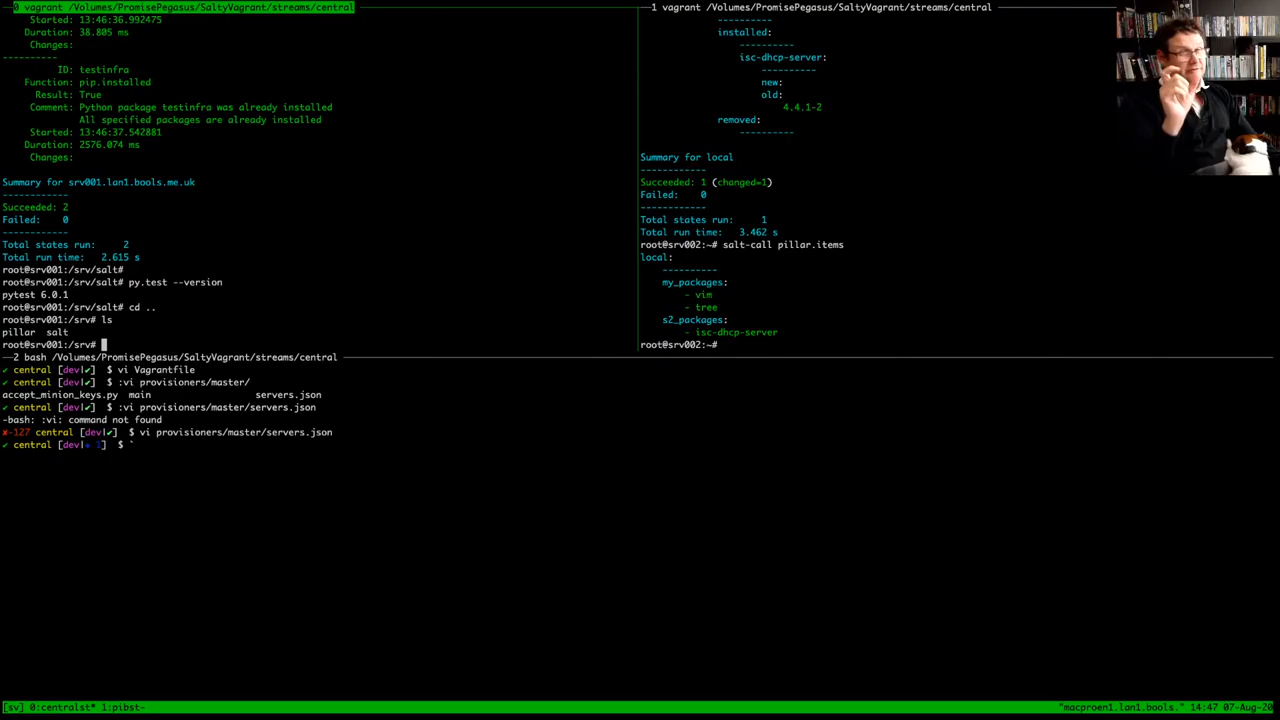 0 vagrant /Volumes/PromisePegasus/SaltyVagrant/streams/central
Started: 13:46:36.992475
Duration: 38.805 ms
Changes:
----------
ID: testinfra
Function: pip.installed
Result: True
Comment: Python package testinfra was already installed
All specified packages are already installed
Started: 13:46:37.542881
Duration: 2576.074 ms
Changes:
Summary for srv001.lan1.bools.me.uk
------------
Succeeded: 2
Failed:    0
------------
Total states run:     2
Total run time:   2.615 s
root@srv001:/srv/salt#
root@srv001:/srv/salt# py.test --version
pytest 6.0.1
root@srv001:/srv/salt# cd ..
root@srv001:/srv# ls
pillar  salt
root@srv001:/srv#
1 vagrant /Volumes/PromisePegasus/SaltyVagrant/streams/central
----------
installed:
----------
isc-dhcp-server:
----------
new:
old:
4.4.1-2
removed:
----------
Summary for local
------------
Succeeded: 1 (changed=1)
Failed:    0
------------
Total states run:     1
Total run time:   3.462 s
root@srv002:~# salt-call pillar.items
local:
----------
my_packages:
- vim
- tree
s2_packages:
- isc-dhcp-server
root@srv002:~#
2 bash /Volumes/PromisePegasus/SaltyVagrant/streams/central
✔ central [dev|✔]  $ vi Vagrantfile
✔ central [dev|✔]  $ :vi provisioners/master/
accept_minion_keys.py  main                   servers.json
✔ central [dev|✔]  $ :vi provisioners/master/servers.json
-bash: :vi: command not found
✘-127 central [dev|✔]  $ vi provisioners/master/servers.json
✔ central [dev|✚ 1]  $ `
[sv] 0:centralst* 1:pibst-
"macproen1.lan1.bools." 14:47 07-Aug-20